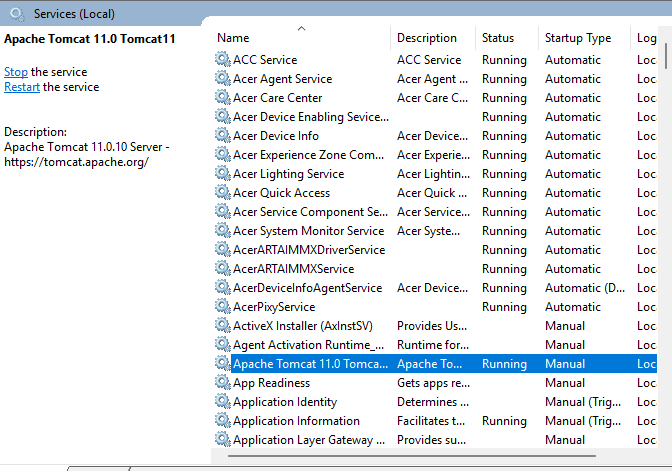 Services (Local)
Apache Tomcat 11.0 Tomcat11
Stop the service
Restart the service
Description:
Apache Tomcat 11.0.10 Server -
https://tomcat.apache.org/
Name Description Status Startup Type Log
ACC Service ACC Service Running Automatic Loc
Acer Agent Service Acer Agent ... Running Automatic Loc
Acer Care Center Acer Care C... Running Automatic Loc
Acer Device Enabling Sevice... Running Automatic Loc
Acer Device Info Acer Device... Running Automatic Loc
Acer Experience Zone Com... Acer Experie... Running Automatic Loc
Acer Lighting Service Acer Lightin... Running Automatic Loc
Acer Quick Access Acer Quick ... Running Automatic Loc
Acer Service Component Se... Acer Service... Running Automatic Loc
Acer System Monitor Service Acer Syste... Running Automatic Loc
AcerARTAIMMXDriverService Running Automatic Loc
AcerARTAIMMXService Running Automatic Loc
AcerDeviceInfoAgentService Acer Device... Running Automatic (D... Loc
AcerPixyService Running Automatic Loc
ActiveX Installer (AxInstSV) Provides Us... Manual Loc
Agent Activation Runtime_... Runtime for... Manual Loc
Apache Tomcat 11.0 Tomca... Apache To... Running Manual Loc
App Readiness Gets apps re... Manual Loc
Application Identity Determines ... Manual (Trig... Loc
Application Information Facilitates t... Running Manual (Trig... Loc
Application Layer Gateway ... Provides su... Manual Loc